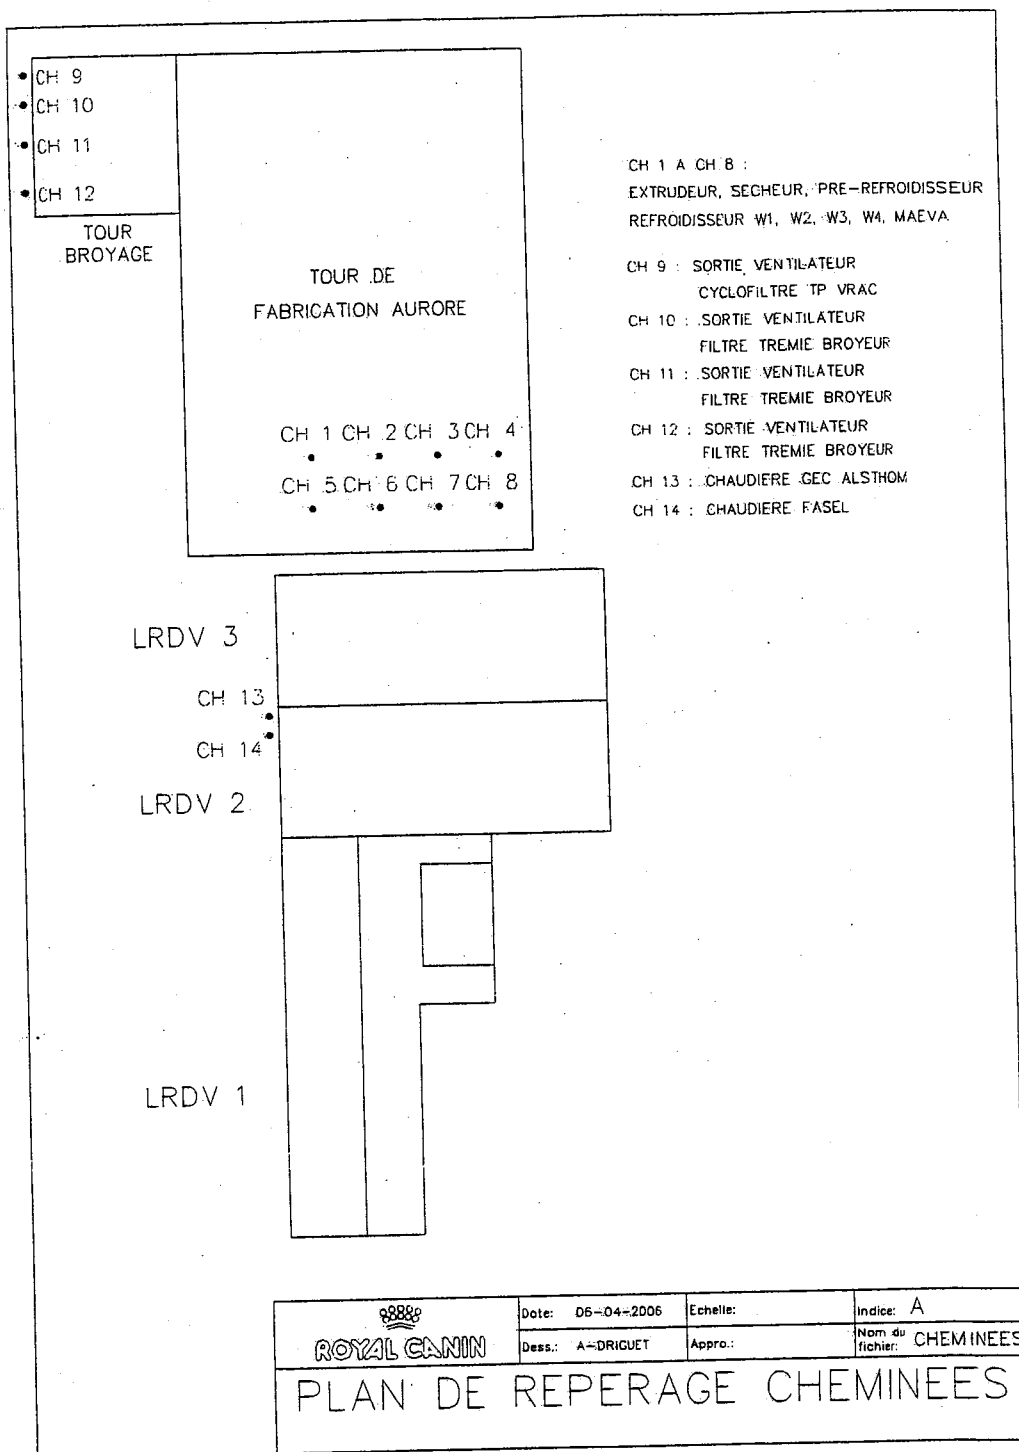 CH 9
CH 10
CH 11
CH 12
TOUR
BROYAGE
TOUR DE
FABRICATION AURORE
CH 1 CH 2 CH 3 CH 4
CH 5 CH 6 CH 7 CH 8
CH 1 A CH 8 :
EXTRUDEUR, SECHEUR, PRE-REFROIDISSEUR
REFROIDISSEUR W1, W2, W3, W4, MAEVA
CH 9 : SORTIE VENTILATEUR
CYCLOFILTRE TP VRAC
CH 10 : SORTIE VENTILATEUR
FILTRE TREMIE BROYEUR
CH 11 : SORTIE VENTILATEUR
FILTRE TREMIE BROYEUR
CH 12 : SORTIE VENTILATEUR
FILTRE TREMIE BROYEUR
CH 13 : CHAUDIERE GEC ALSTHOM
CH 14 : CHAUDIERE FASEL
LRDV 3
CH 13
CH 14
LRDV 2
LRDV 1
ROYAL CANIN
Date: 06-04-2006
Echelle:
Indice: A
Dess.: A-DRIGUET
Appro.:
Nom du
fichier: CHEMINEES
PLAN DE REPERAGE CHEMINEES